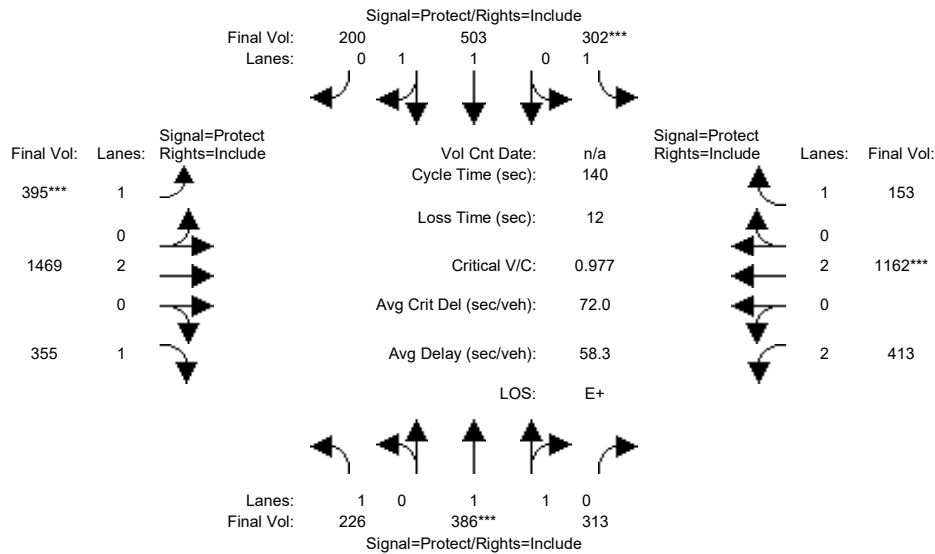 Signal=Protect/Rights=Include
Final Vol: 200 503 302***
Lanes: 0 1 1 0 1
Signal=Protect Signal=Protect
Final Vol: Lanes: Rights=Include Vol Cnt Date: n/a Rights=Include Lanes: Final Vol:
Cycle Time (sec): 140
395*** 1 1 153
Loss Time (sec): 12
0 0
1469 2 Critical V/C: 0.977 2 1162***
0 Avg Crit Del (sec/veh): 72.0 0
355 1 Avg Delay (sec/veh): 58.3 2 413
LOS: E+
Lanes: 1 0 1 1 0
Final Vol: 226 386*** 313
Signal=Protect/Rights=Include